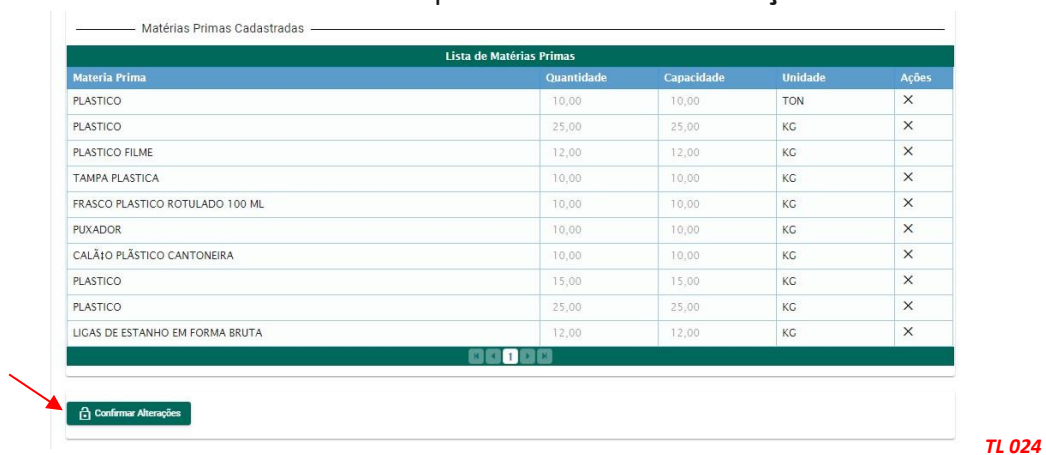 Matérias Primas Cadastradas
Lista de Matérias Primas
Materia Prima Quantidade Capacidade Unidade Ações
PLASTICO 10,00 10,00 TON
PLASTICO 25,00 25,00 KG
PLASTICO FILME 12,00 12,00 KG
TAMPA PLASTICA 10,00 10,00 KG
FRASCO PLASTICO ROTULADO 100 ML 10,00 10,00 KG
PUXADOR 10,00 10,00 KG
CALÃ‡O PLÃSTICO CANTONEIRA 10,00 10,00 KG
PLASTICO 15,00 15,00 KG
PLASTICO 25,00 25,00 KG
LIGAS DE ESTANHO EM FORMA BRUTA 12,00 12,00 KG
1
Confirmar Alterações
TL 024